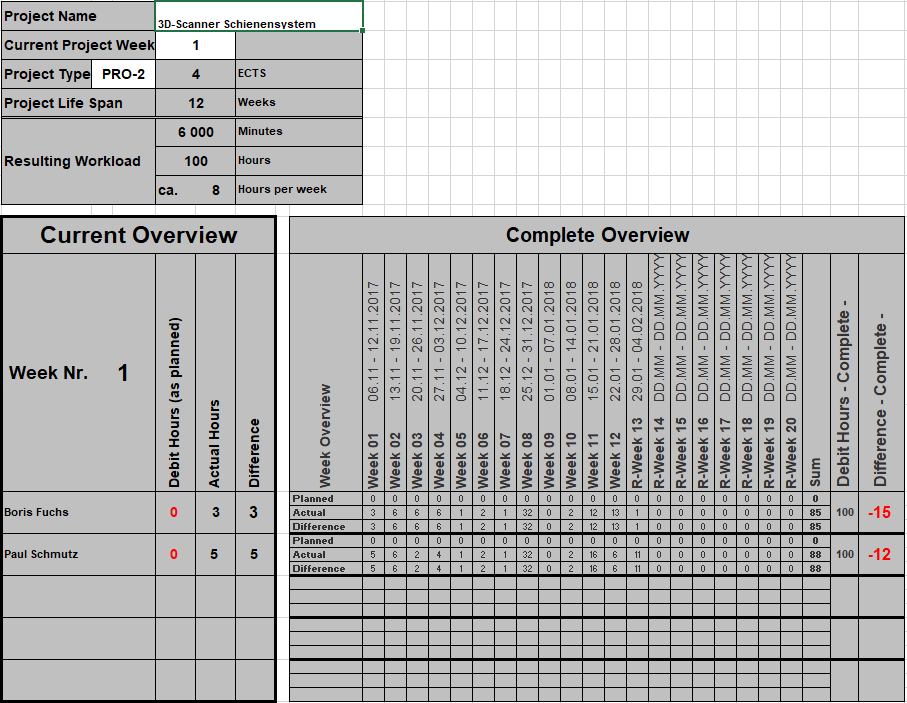 Project Name 3D-Scanner Schienensystem
Current Project Week 1
Project Type PRO-2 4 ECTS
Project Life Span 12 Weeks
Resulting Workload
6 000 Minutes
100 Hours
ca. 8 Hours per week
Current Overview
Week Nr. 1
Debit Hours (as planned)
Actual Hours
Difference
Boris Fuchs 0 3 3
Paul Schmutz 0 5 5
Complete Overview
Week Overview
Week 01 06.11 - 12.11.2017
Week 02 13.11 - 19.11.2017
Week 03 20.11 - 26.11.2017
Week 04 27.11 - 03.12.2017
Week 05 04.12 - 10.12.2017
Week 06 11.12 - 17.12.2017
Week 07 18.12 - 24.12.2017
Week 08 25.12 - 31.12.2017
Week 09 01.01 - 07.01.2018
Week 10 08.01 - 14.01.2018
Week 11 15.01 - 21.01.2018
Week 12 22.01 - 28.01.2018
R-Week 13 29.01 - 04.02.2018
R-Week 14 DD.MM - DD.MM.YYYY
R-Week 15 DD.MM - DD.MM.YYYY
R-Week 16 DD.MM - DD.MM.YYYY
R-Week 17 DD.MM - DD.MM.YYYY
R-Week 18 DD.MM - DD.MM.YYYY
R-Week 19 DD.MM - DD.MM.YYYY
R-Week 20 DD.MM - DD.MM.YYYY
Sum
Debit Hours - Complete -
Difference - Complete -
Planned 0 0 0 0 0 0 0 0 0 0 0 0 0 0 0 0 0 0 0 0 0
Actual 3 6 6 6 1 2 1 32 0 2 12 13 1 0 0 0 0 0 0 0 85 100 -15
Difference 3 6 6 6 1 2 1 32 0 2 12 13 1 0 0 0 0 0 0 0 85
Planned 0 0 0 0 0 0 0 0 0 0 0 0 0 0 0 0 0 0 0 0 0
Actual 5 6 2 4 1 2 1 32 0 2 16 6 11 0 0 0 0 0 0 0 88 100 -12
Difference 5 6 2 4 1 2 1 32 0 2 16 6 11 0 0 0 0 0 0 0 88